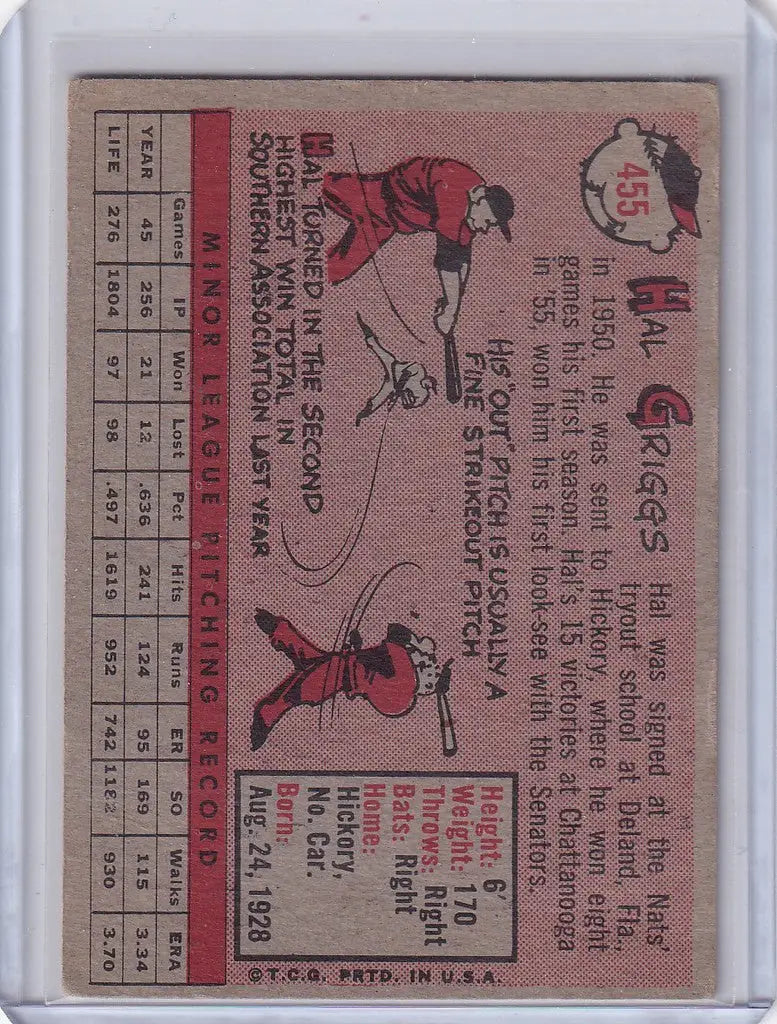 455
HAL GRIGGS Hal was signed at the Nats'
tryout school at Deland, Fla.,
in 1950. He was sent to Hickory, where he won eight
games his first season. Hal's 15 victories at Chattanooga
in '55, won him his first look-see with the Senators.
HIS "OUT" PITCH IS USUALLY A
FINE STRIKEOUT PITCH
HAL TURNED IN THE SECOND
HIGHEST WIN TOTAL IN
SOUTHERN ASSOCIATION LAST YEAR
Height: 6'
Weight: 170
Throws: Right
Bats: Right
Home:
Hickory,
No. Car.
Born:
Aug. 24, 1928
©T.C.G. PRTD. IN U.S.A.
MINOR LEAGUE PITCHING RECORD
Games IP Won Lost Pct Hits Runs ER SO Walks ERA
YEAR 45 256 21 12 .636 241 124 95 169 115 3.34
LIFE 276 1804 97 98 .497 1619 952 742 1182 930 3.70